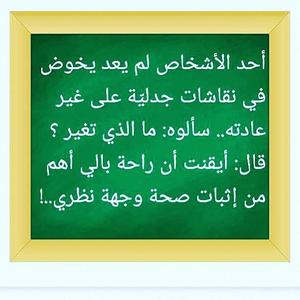 أحد الأشخاص لم يعد يخوض
في نقاشات جدليّة على غير
عادته.. سألوه: ما الذي تغير ؟
قال: أيقنت أن راحة بالي أهم
من إثبات صحة وجهة نظري..!